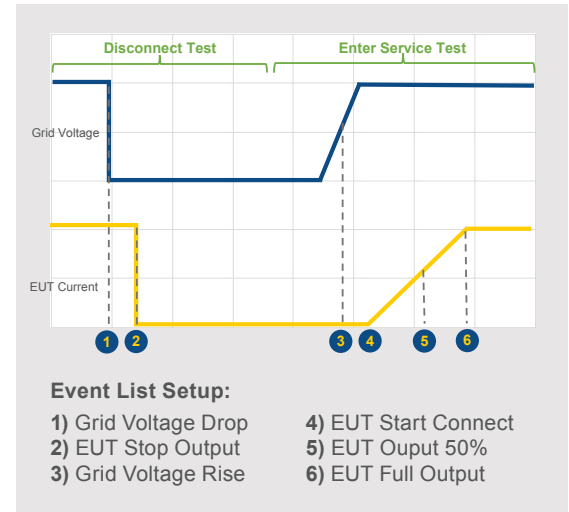 Disconnect Test
Enter Service Test
Grid Voltage
EUT Current
1 2 3 4 5 6
Event List Setup:
1) Grid Voltage Drop
2) EUT Stop Output
3) Grid Voltage Rise
4) EUT Start Connect
5) EUT Ouput 50%
6) EUT Full Output